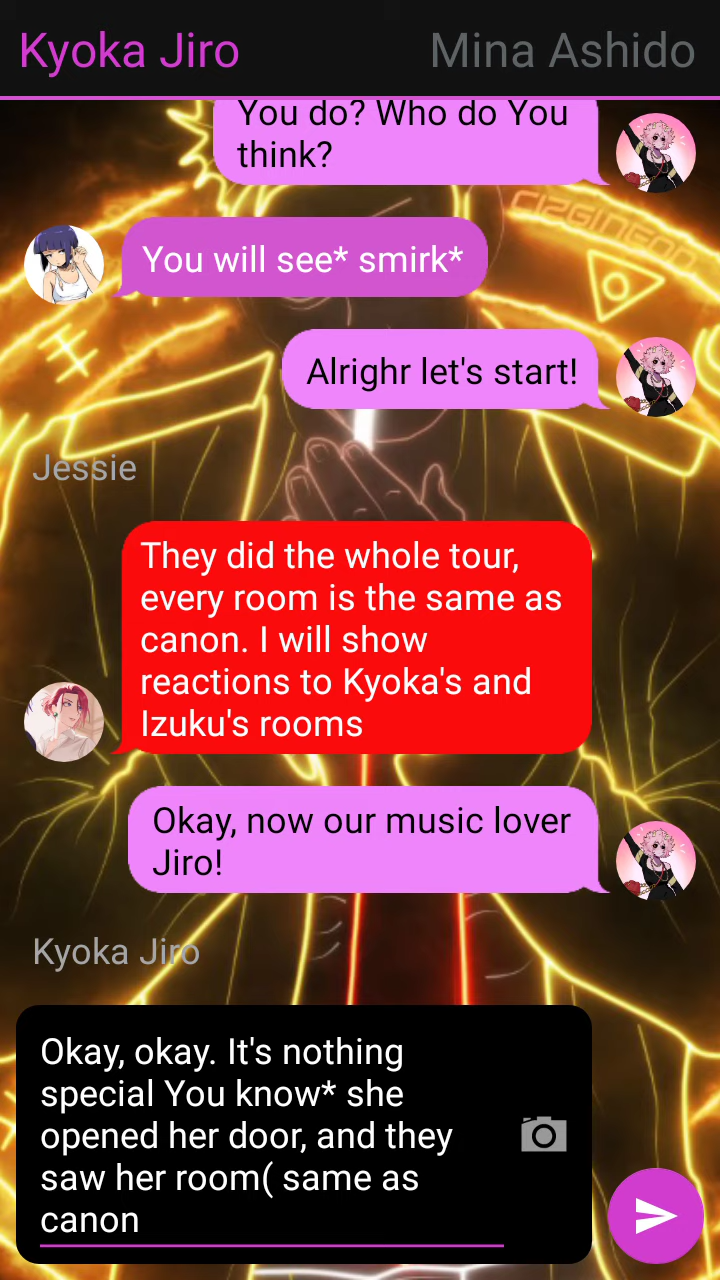 Kyoka Jiro
Mina Ashido
You do? Who do You
think?
CIZGINEON
You will see* smirk*
Alrighr let's start!
Jessie
They did the whole tour,
every room is the same as
canon. I will show
reactions to Kyoka's and
Izuku's rooms
Okay, now our music lover
Jiro!
Kyoka Jiro
Okay, okay. It's nothing
special You know* she
opened her door, and they
saw her room( same as
canon